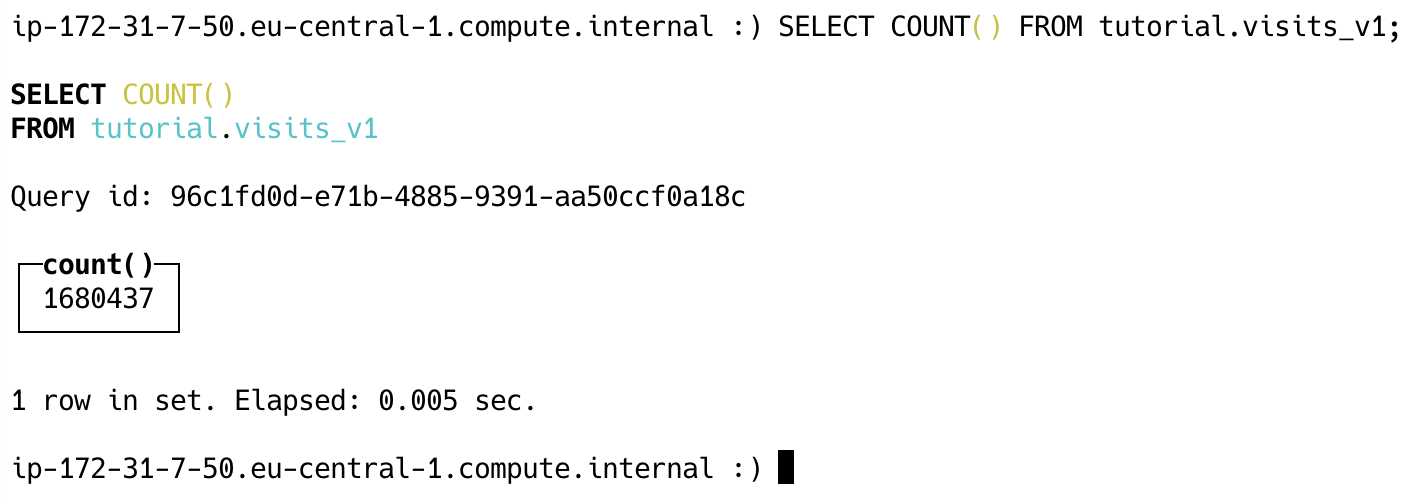 ip-172-31-7-50.eu-central-1.compute.internal :) SELECT COUNT() FROM tutorial.visits_v1;
SELECT COUNT()
FROM tutorial.visits_v1
Query id: 96c1fd0d-e71b-4885-9391-aa50ccf0a18c
count()
1680437
1 row in set. Elapsed: 0.005 sec.
ip-172-31-7-50.eu-central-1.compute.internal :)